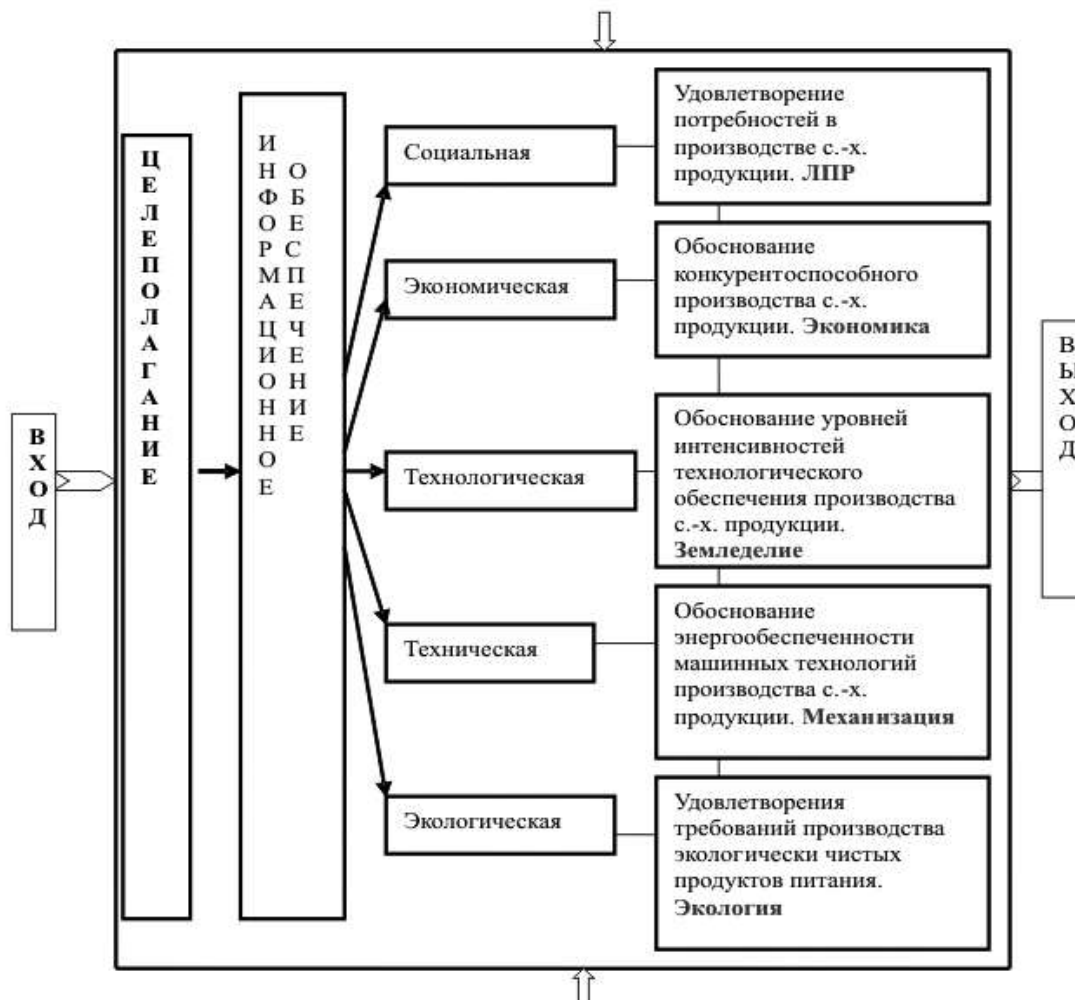 ВХОД
ЦЕЛЕПОЛАГАНИЕ
ИНФОРМАЦИОННОЕ
ОБЕСПЕЧЕНИЕ
Социальная
Удовлетворение
потребностей в
производстве с.-х.
продукции. ЛПР
Экономическая
Обоснование
конкурентоспособного
производства с.-х.
продукции. Экономика
Технологическая
Обоснование уровней
интенсивностей
технологического
обеспечения производства
с.-х. продукции.
Земледелие
Техническая
Обоснование
энергообеспеченности
машинных технологий
производства с.-х.
продукции. Механизация
Экологическая
Удовлетворения
требований производства
экологически чистых
продуктов питания.
Экология
ВЫХОД